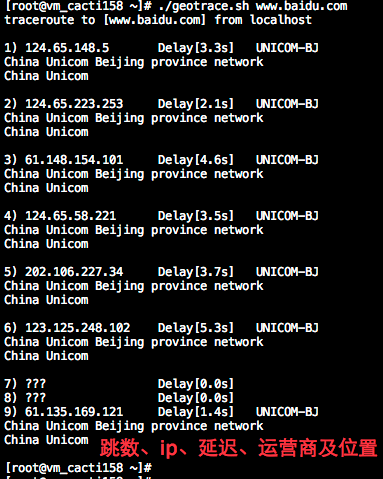 [root@vm_cacti158 ~]# ./geotrace.sh www.baidu.com
traceroute to [www.baidu.com] from localhost
1) 124.65.148.5 Delay[3.3s] UNICOM-BJ
China Unicom Beijing province network
China Unicom
2) 124.65.223.253 Delay[2.1s] UNICOM-BJ
China Unicom Beijing province network
China Unicom
3) 61.148.154.101 Delay[4.6s] UNICOM-BJ
China Unicom Beijing province network
China Unicom
4) 124.65.58.221 Delay[3.5s] UNICOM-BJ
China Unicom Beijing province network
China Unicom
5) 202.106.227.34 Delay[3.7s] UNICOM-BJ
China Unicom Beijing province network
China Unicom
6) 123.125.248.102 Delay[5.3s] UNICOM-BJ
China Unicom Beijing province network
China Unicom
7) ??? Delay[0.0s]
8) ??? Delay[0.0s]
9) 61.135.169.121 Delay[1.4s] UNICOM-BJ
China Unicom Beijing province network
China Unicom
跳数、ip、延迟、运营商及位置
[root@vm_cacti158 ~]#